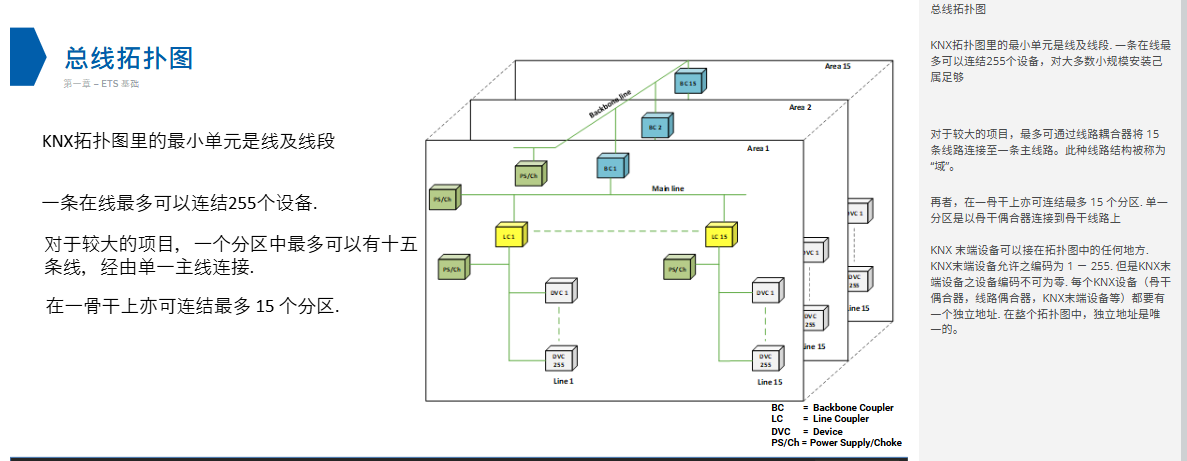 总线拓扑图
第一章 – ETS 基础
KNX拓扑图里的最小单元是线及线段
一条在线最多可以连结255个设备.
对于较大的项目，一个分区中最多可以有十五
条线，经由单一主线连接.
在一骨干上亦可连结最多 15 个分区.
Area 15
BC 15
Backbone line
Area 2
BC 2
Area 1
PS/Ch
BC 1
Main line
PS/Ch
LC 1
LC 15
PS/Ch
PS/Ch
DVC 1
DVC 1
DVC 1
DVC 1
DVC
255
DVC
255
DVC
255
DVC
255
Line 1
Line 15
Line 15
Line 15
BC = Backbone Coupler
LC = Line Coupler
DVC = Device
PS/Ch = Power Supply/Choke
总线拓扑图
KNX拓扑图里的最小单元是线及线段. 一条在线最
多可以连结255个设备，对大多数小规模安装己
属足够
对于较大的项目，最多可通过线路耦合器将 15
条线路连接至一条主线路。此种线路结构被称为
“域”。
再者，在一骨干上亦可连结最多 15 个分区. 单一
分区是以骨干偶合器连接到骨干线路上
KNX 末端设备可以接在拓扑图中的任何地方.
KNX末端设备允许之编码为 1 － 255. 但是KNX末
端设备之设备编码不可为零. 每个KNX设备（骨干
偶合器，线路偶合器，KNX末端设备等）都要有
一个独立地址. 在整个拓扑图中，独立地址是唯
一的。